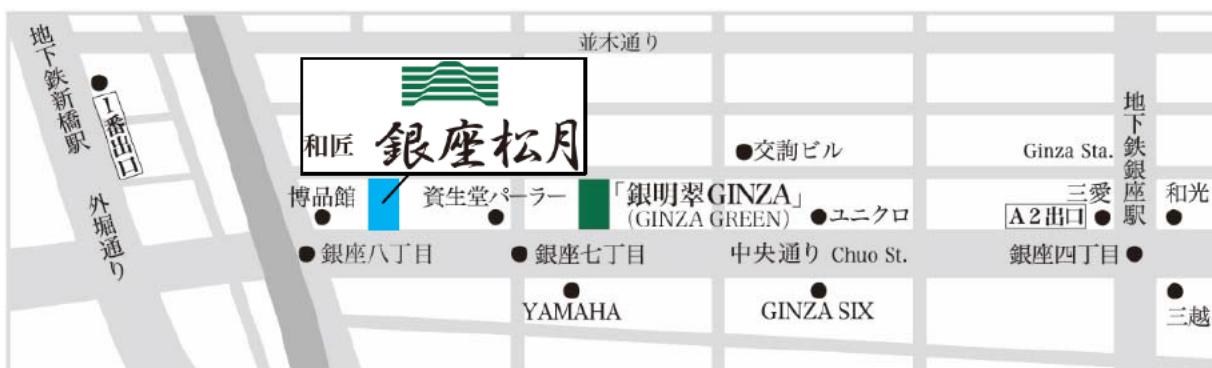 並木通り
地下鉄新橋駅
1番出口
外堀通り
和匠 銀座松月
交詢ビル
Ginza Sta.
地下鉄銀座駅
博品館
資生堂パーラー
「銀明翠GINZA」
(GINZA GREEN)
ユニクロ
三愛
A2出口
和光
銀座八丁目
銀座七丁目
中央通り Chuo St.
銀座四丁目
YAMAHA
GINZA SIX
三越